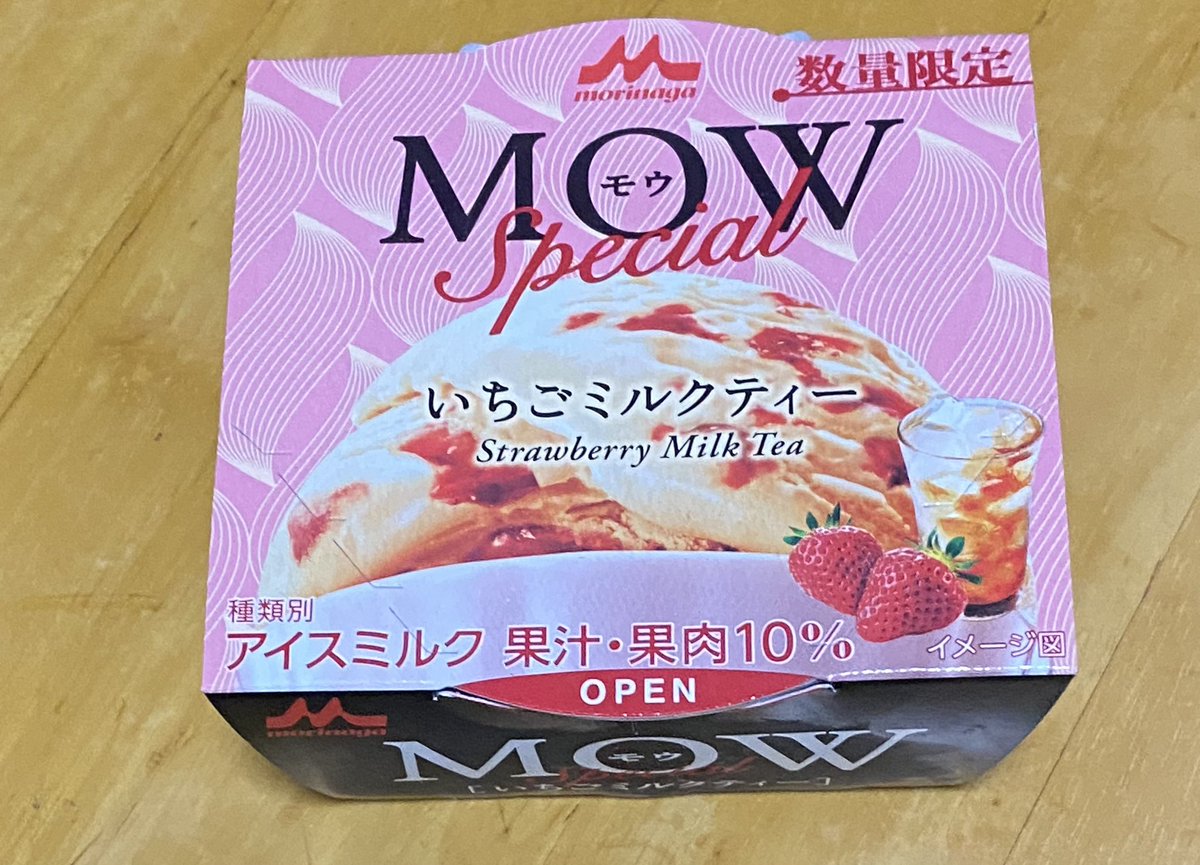 morinaga
数量限定
MOW
モウ
Special
いちごミルクティー
Strawberry Milk Tea
種類別
アイスミルク 果汁・果肉10%
イメージ図
OPEN
morinaga
MOW
モウ
Special
[いちごミルクティー]